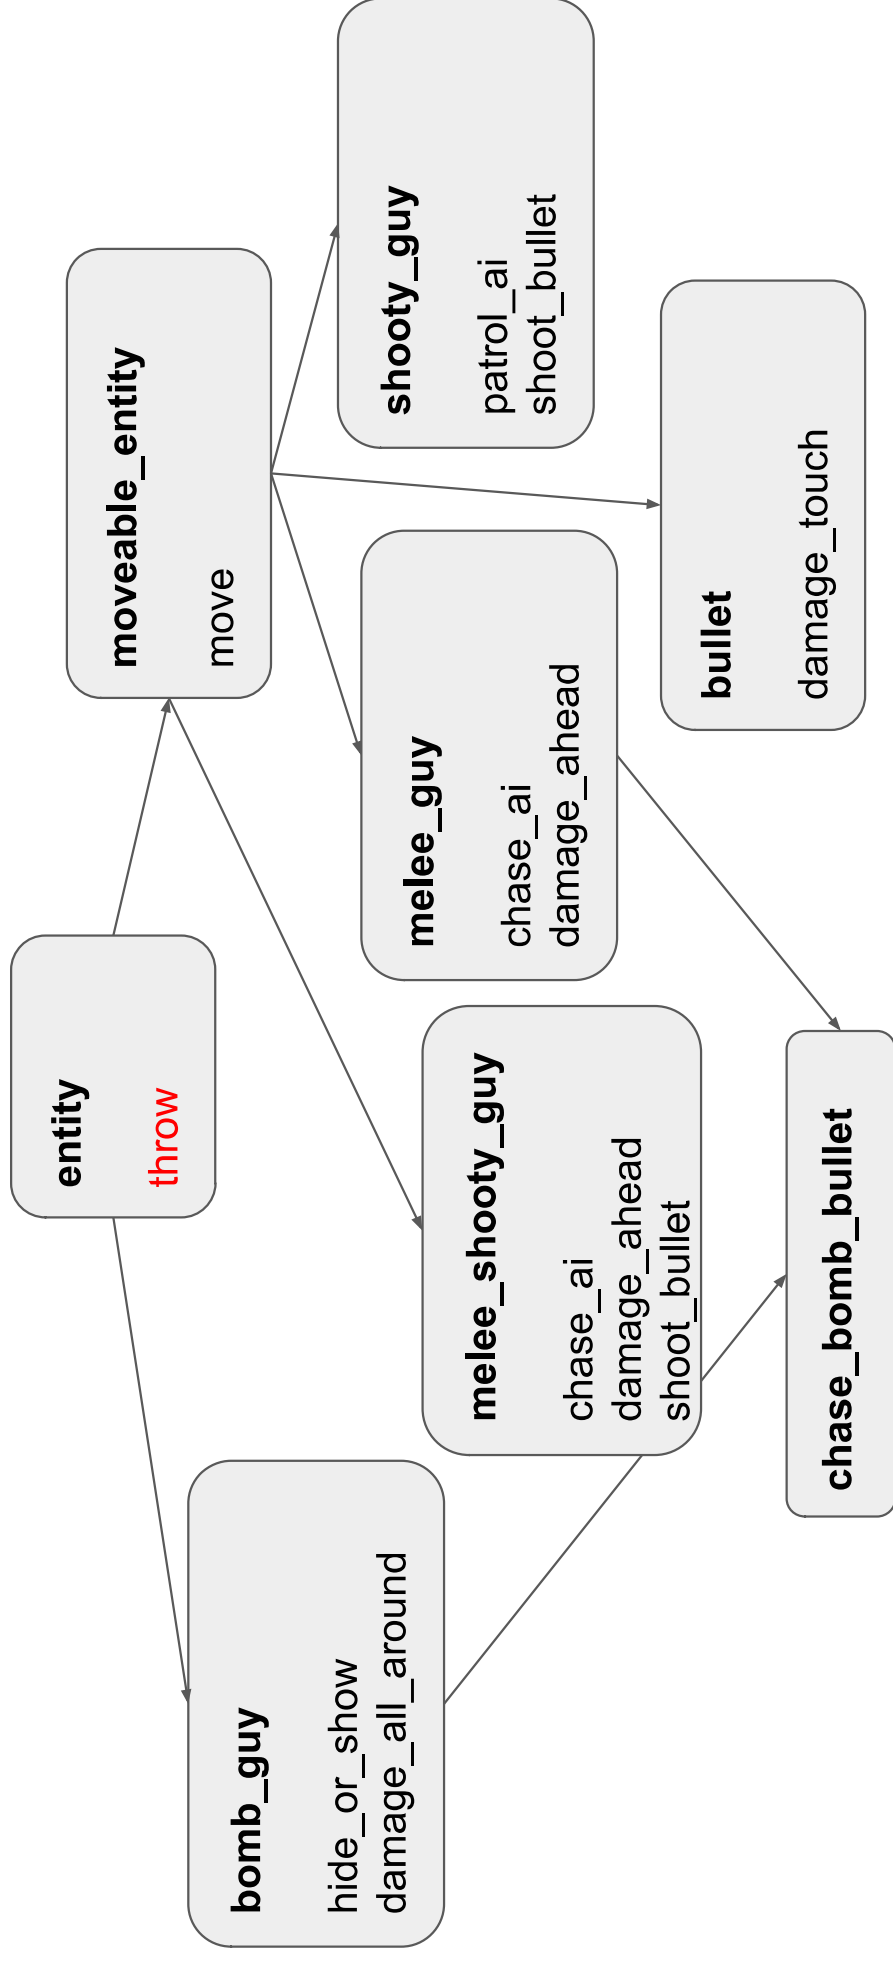 entity
throw
moveable_entity
move
bomb_guy
hide_or_show
damage_all_around
melee_shooty_guy
chase_ai
damage_ahead
shoot_bullet
melee_guy
chase_ai
damage_ahead
shooty_guy
patrol_ai
shoot_bullet
bullet
damage_touch
chase_bomb_bullet